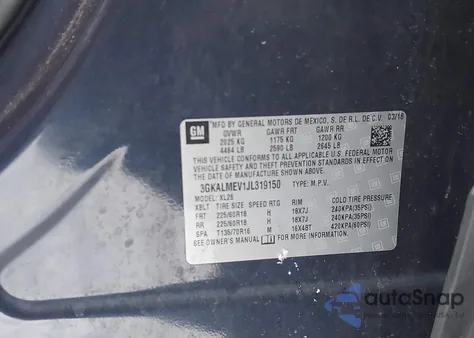 GM
MFD BY GENERAL MOTORS DE MEXICO, S. DE R.L. DE C.V. 03/18
GVWR GAWR FRT GAWR RR
2025 KG 1175 KG 1200 KG
4464 LB 2590 LB 2645 LB
THIS VEHICLE CONFORMS TO ALL APPLICABLE U.S. FEDERAL MOTOR
VEHICLE SAFETY AND THEFT PREVENTION STANDARDS IN EFFECT
ON THE DATE OF MANUFACTURE SHOWN ABOVE.
3GKALMEV1JL319150 TYPE: M.P.V.
MODEL: XL26
XBLT TIRE SIZE SPEED RTG RIM COLD TIRE PRESSURE
FRT 225/60R18 H 18X7J 240KPA(35PSI)
RR 225/60R18 H 18X7J 240KPA(35PSI)
SPA T135/70R16 M 16X4BT 420KPA(60PSI)
SEE OWNER'S MANUAL FOR MORE INFORMATION.
autoSnap